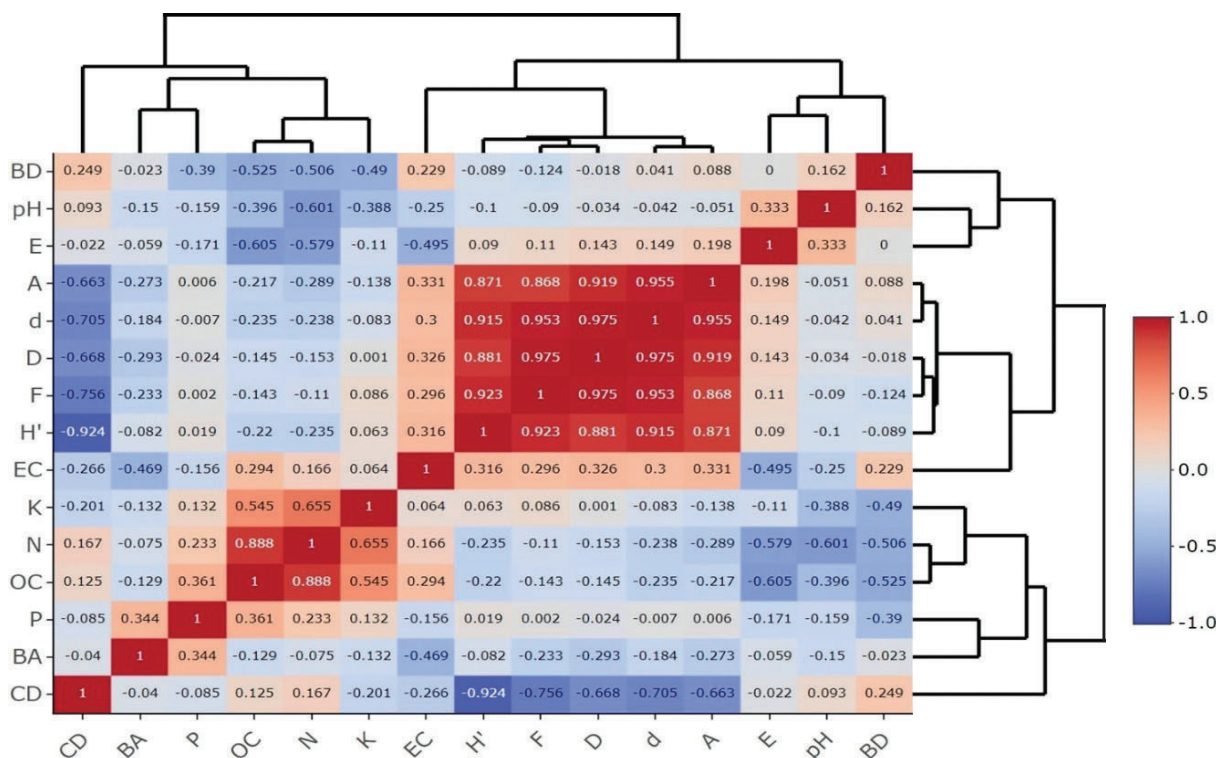 BD 0.249 -0.023 -0.39 -0.525 -0.506 -0.49 0.229 -0.089 -0.124 -0.018 0.041 0.088 0 0.162 1
pH 0.093 -0.15 -0.159 -0.396 -0.601 -0.388 -0.25 -0.1 -0.09 -0.034 -0.042 -0.051 0.333 1 0.162
E -0.022 -0.059 -0.171 -0.605 -0.579 -0.11 -0.495 0.09 0.11 0.143 0.149 0.198 1 0.333 0
A -0.663 -0.273 0.006 -0.217 -0.289 -0.138 0.331 0.871 0.868 0.919 0.955 1 0.198 -0.051 0.088
d -0.705 -0.184 -0.007 -0.235 -0.238 -0.083 0.3 0.915 0.953 0.975 1 0.955 0.149 -0.042 0.041
D -0.668 -0.293 -0.024 -0.145 -0.153 0.001 0.326 0.881 0.975 1 0.975 0.919 0.143 -0.034 -0.018
F -0.756 -0.233 0.002 -0.143 -0.11 0.086 0.296 0.923 1 0.975 0.953 0.868 0.11 -0.09 -0.124
H' -0.924 -0.082 0.019 -0.22 -0.235 0.063 0.316 1 0.923 0.881 0.915 0.871 0.09 -0.1 -0.089
EC -0.266 -0.469 -0.156 0.294 0.166 0.064 1 0.316 0.296 0.326 0.3 0.331 -0.495 -0.25 0.229
K -0.201 -0.132 0.132 0.545 0.655 1 0.064 0.063 0.086 0.001 -0.083 -0.138 -0.11 -0.388 -0.49
N 0.167 -0.075 0.233 0.888 1 0.655 0.166 -0.235 -0.11 -0.153 -0.238 -0.289 -0.579 -0.601 -0.506
OC 0.125 -0.129 0.361 1 0.888 0.545 0.294 -0.22 -0.143 -0.145 -0.235 -0.217 -0.605 -0.396 -0.525
P -0.085 0.344 1 0.361 0.233 0.132 -0.156 0.019 0.002 -0.024 -0.007 0.006 -0.171 -0.159 -0.39
BA -0.04 1 0.344 -0.129 -0.075 -0.132 -0.469 -0.082 -0.233 -0.293 -0.184 -0.273 -0.059 -0.15 -0.023
CD 1 -0.04 -0.085 0.125 0.167 -0.201 -0.266 -0.924 -0.756 -0.668 -0.705 -0.663 -0.022 0.093 0.249
CD BA P OC N K EC H' F D d A E pH BD
1.0
0.5
0.0
-0.5
-1.0